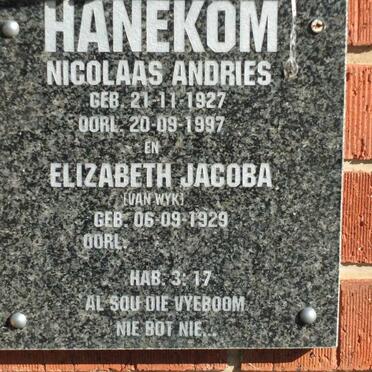 HANEKOM
NICOLAAS ANDRIES
GEB. 21-11-1927
OORL. 20-09-1997
EN
ELIZABETH JACOBA
(VAN WYK)
GEB. 06-09-1929
OORL.
HAB. 3:17
AL SOU DIE VYEBOOM
NIE BOT NIE...